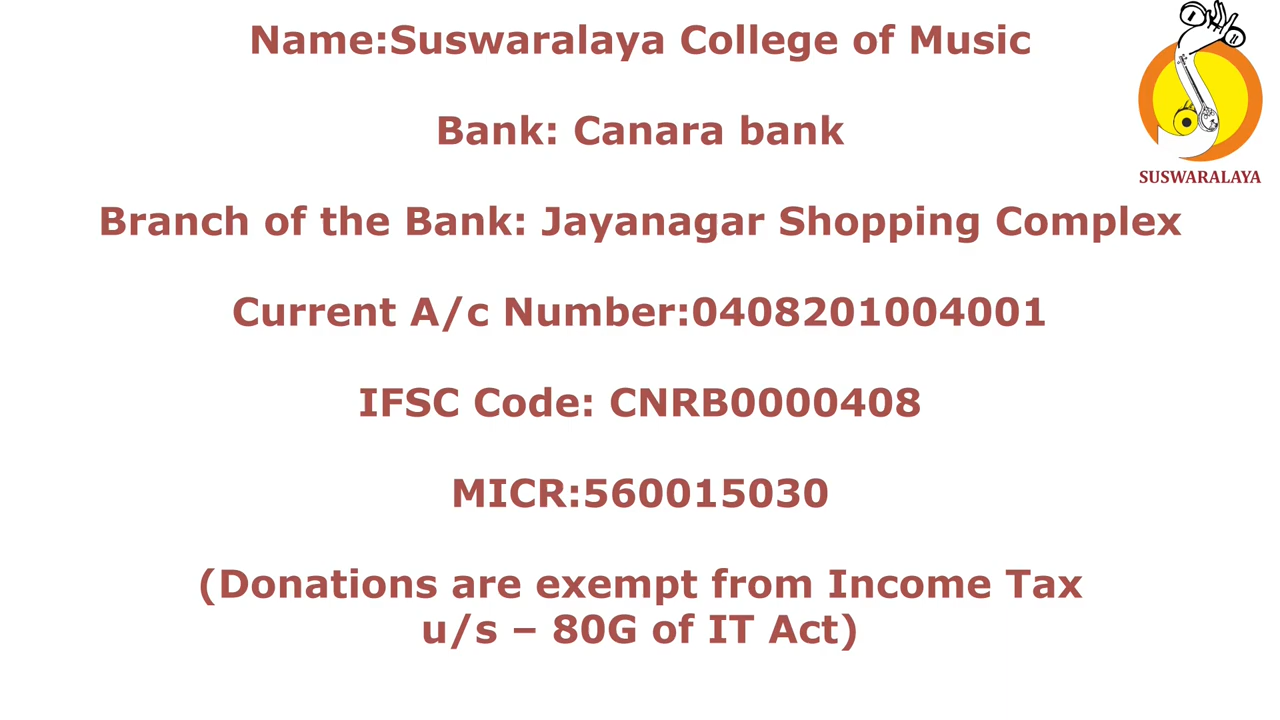 Name:Suswaralaya College of Music
SUSWARALAYA
Bank: Canara bank
Branch of the Bank: Jayanagar Shopping Complex
Current A/c Number:0408201004001
IFSC Code: CNRB0000408
MICR:560015030
(Donations are exempt from Income Tax
u/s – 80G of IT Act)